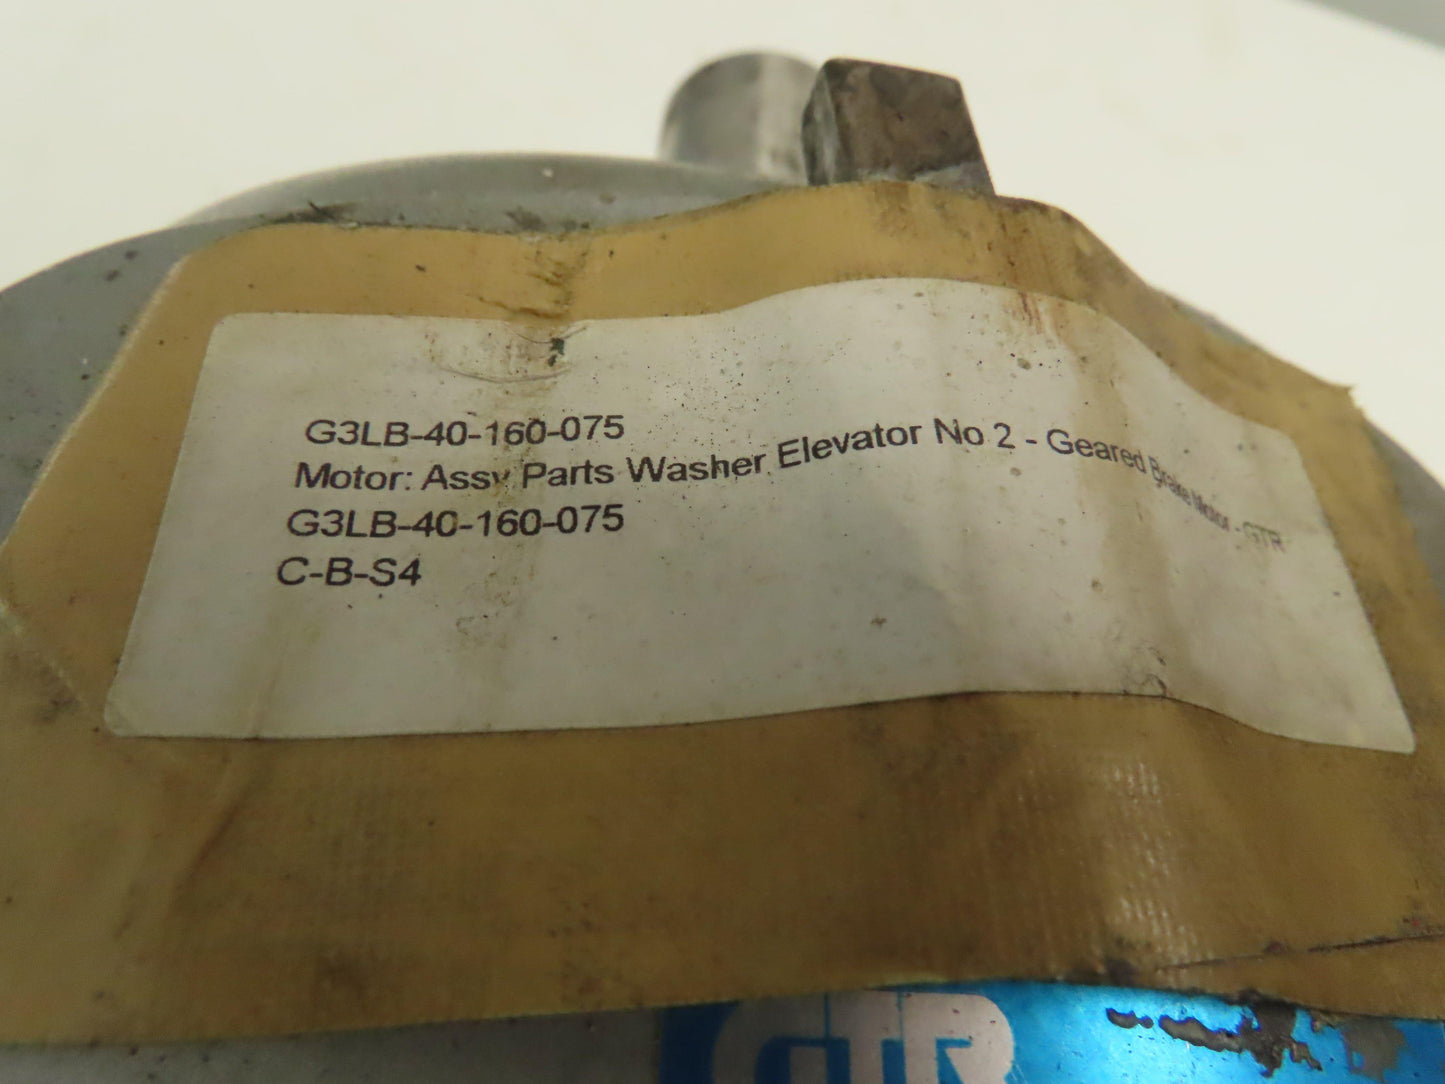 G3LB-40-160-075
Motor: Assy Parts Washer Elevator No 2 - Geared Brake Motor - GTR
G3LB-40-160-075
C-B-S4
GTR